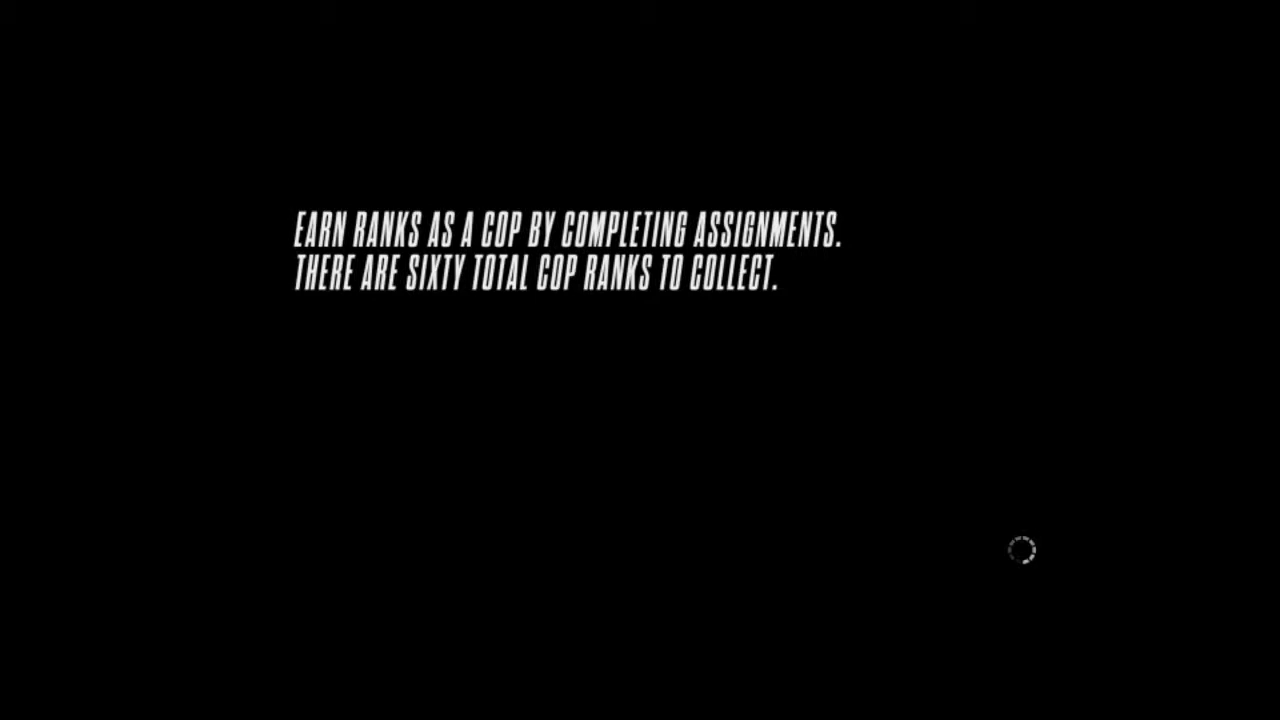 EARN RANKS AS A COP BY COMPLETING ASSIGNMENTS.
THERE ARE SIXTY TOTAL COP RANKS TO COLLECT.